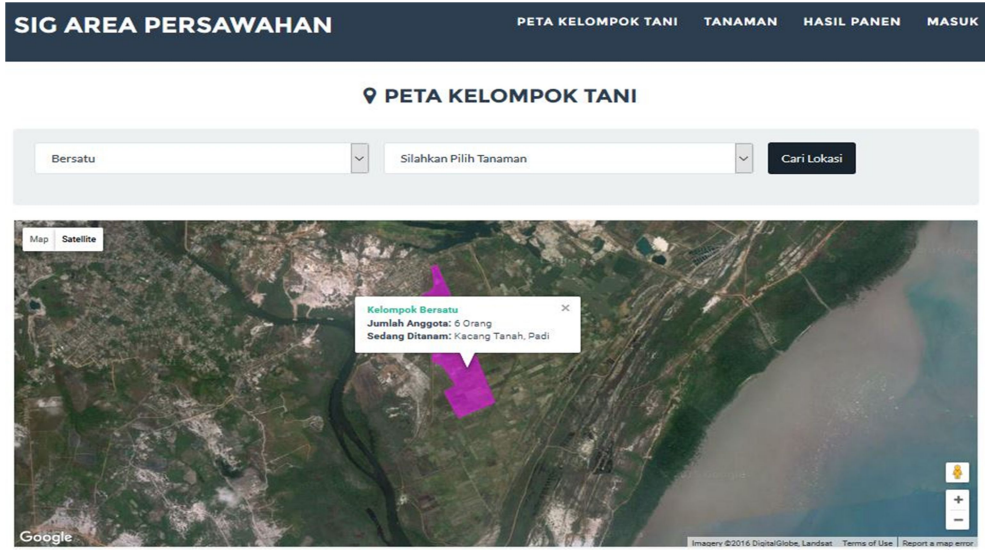 SIG AREA PERSAWAHAN
PETA KELOMPOK TANI TANAMAN HASIL PANEN MASUK
PETA KELOMPOK TANI
Bersatu
Silahkan Pilih Tanaman
Cari Lokasi
Map Satellite
Kelompok Bersatu
Jumlah Anggota: 6 Orang
Sedang Ditanam: Kacang Tanah, Padi
Google
Imagery ©2016 DigitalGlobe, Landsat Terms of Use Report a map error